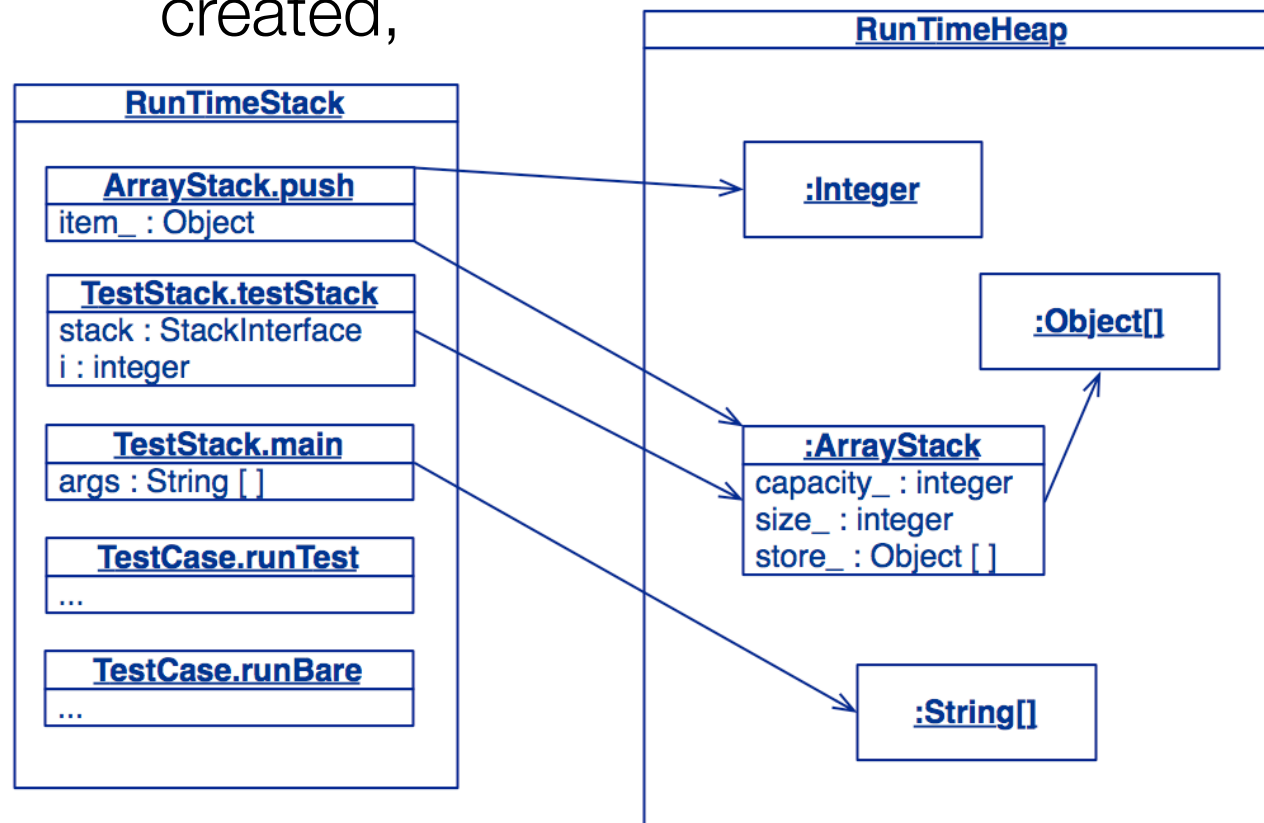 created,
RunTimeStack
ArrayStack.push
item_ : Object
TestStack.testStack
stack : StackInterface
i : integer
TestStack.main
args : String [ ]
TestCase.runTest
...
TestCase.runBare
...
RunTimeHeap
:Integer
:Object[]
:ArrayStack
capacity_ : integer
size_ : integer
store_ : Object [ ]
:String[]